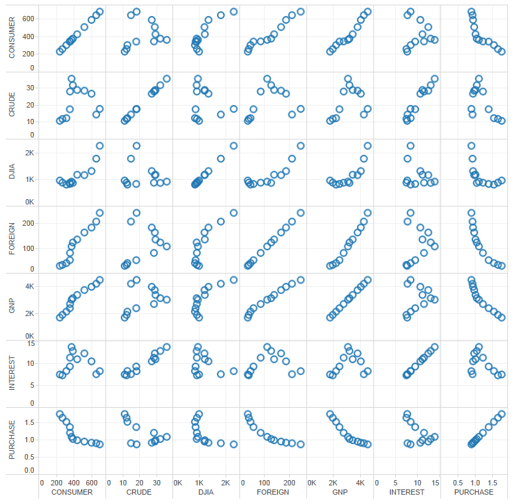 CONSUMER
600
400
200
0
CRUDE
30
20
10
0
DJIA
2K
1K
0K
FOREIGN
200
100
0
GNP
4K
2K
0K
INTEREST
15
10
5
0
PURCHASE
1.5
1.0
0.5
0.0
0 200 400 600 0 10 20 30 0K 1K 2K 0 100 200 0K 2K 4K 0 5 10 15 0.5 1.0 1.5
CONSUMER CRUDE DJIA FOREIGN GNP INTEREST PURCHASE